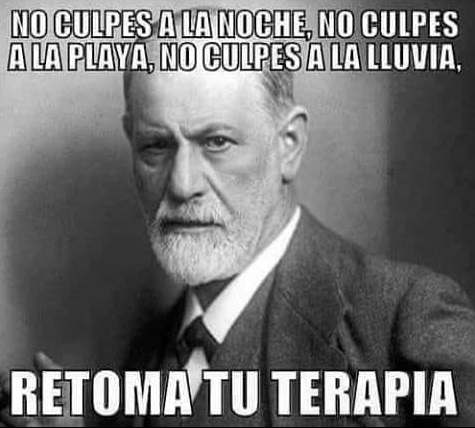 NO CULPES A LA NOCHE, NO CULPES
A LA PLAYA, NO CULPES A LA LLUVIA,
RETOMA TU TERAPIA